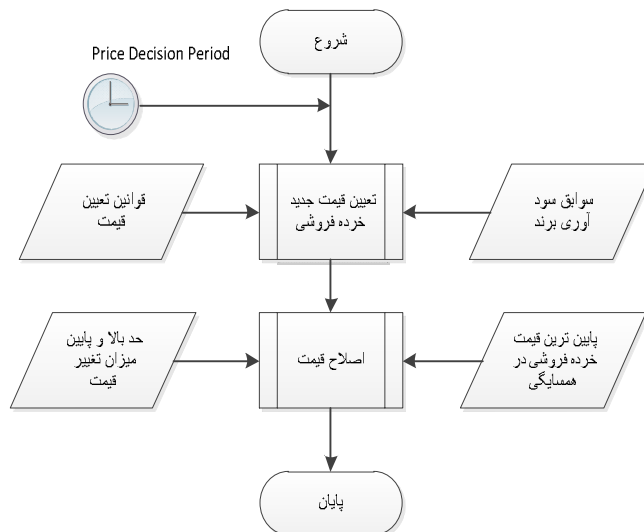 شروع
Price Decision Period
قوانین تعیین
قیمت
تعیین قیمت جدید
خرده فروشی
سوابق سود
آوری برند
حد بالا و پایین
میزان تغییر
قیمت
اصلاح قیمت
پایین ترین قیمت
خرده فروشی در
همسایگی
پایان